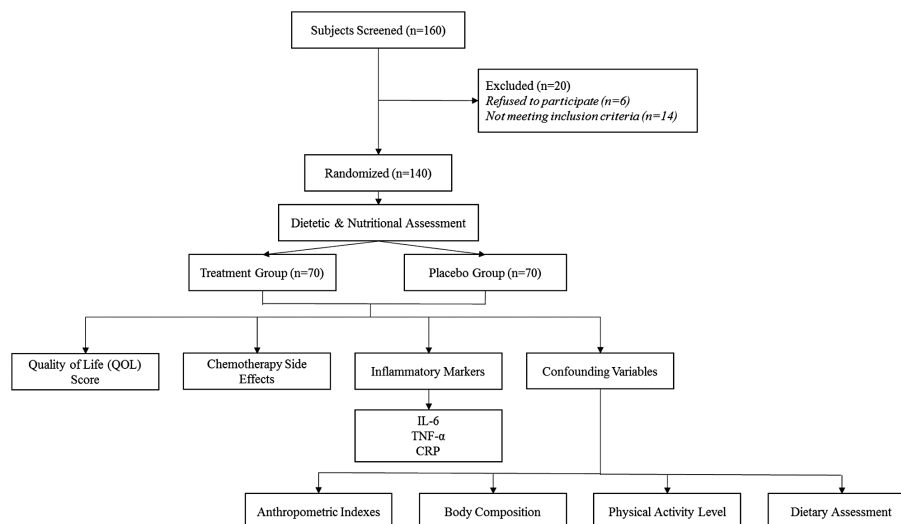 Subjects Screened (n=160)
Excluded (n=20)
Refused to participate (n=6)
Not meeting inclusion criteria (n=14)
Randomized (n=140)
Dietetic & Nutritional Assessment
Treatment Group (n=70)
Placebo Group (n=70)
Quality of Life (QOL)
Score
Chemotherapy Side
Effects
Inflammatory Markers
Confounding Variables
IL-6
TNF-α
CRP
Anthropometric Indexes
Body Composition
Physical Activity Level
Dietary Assessment